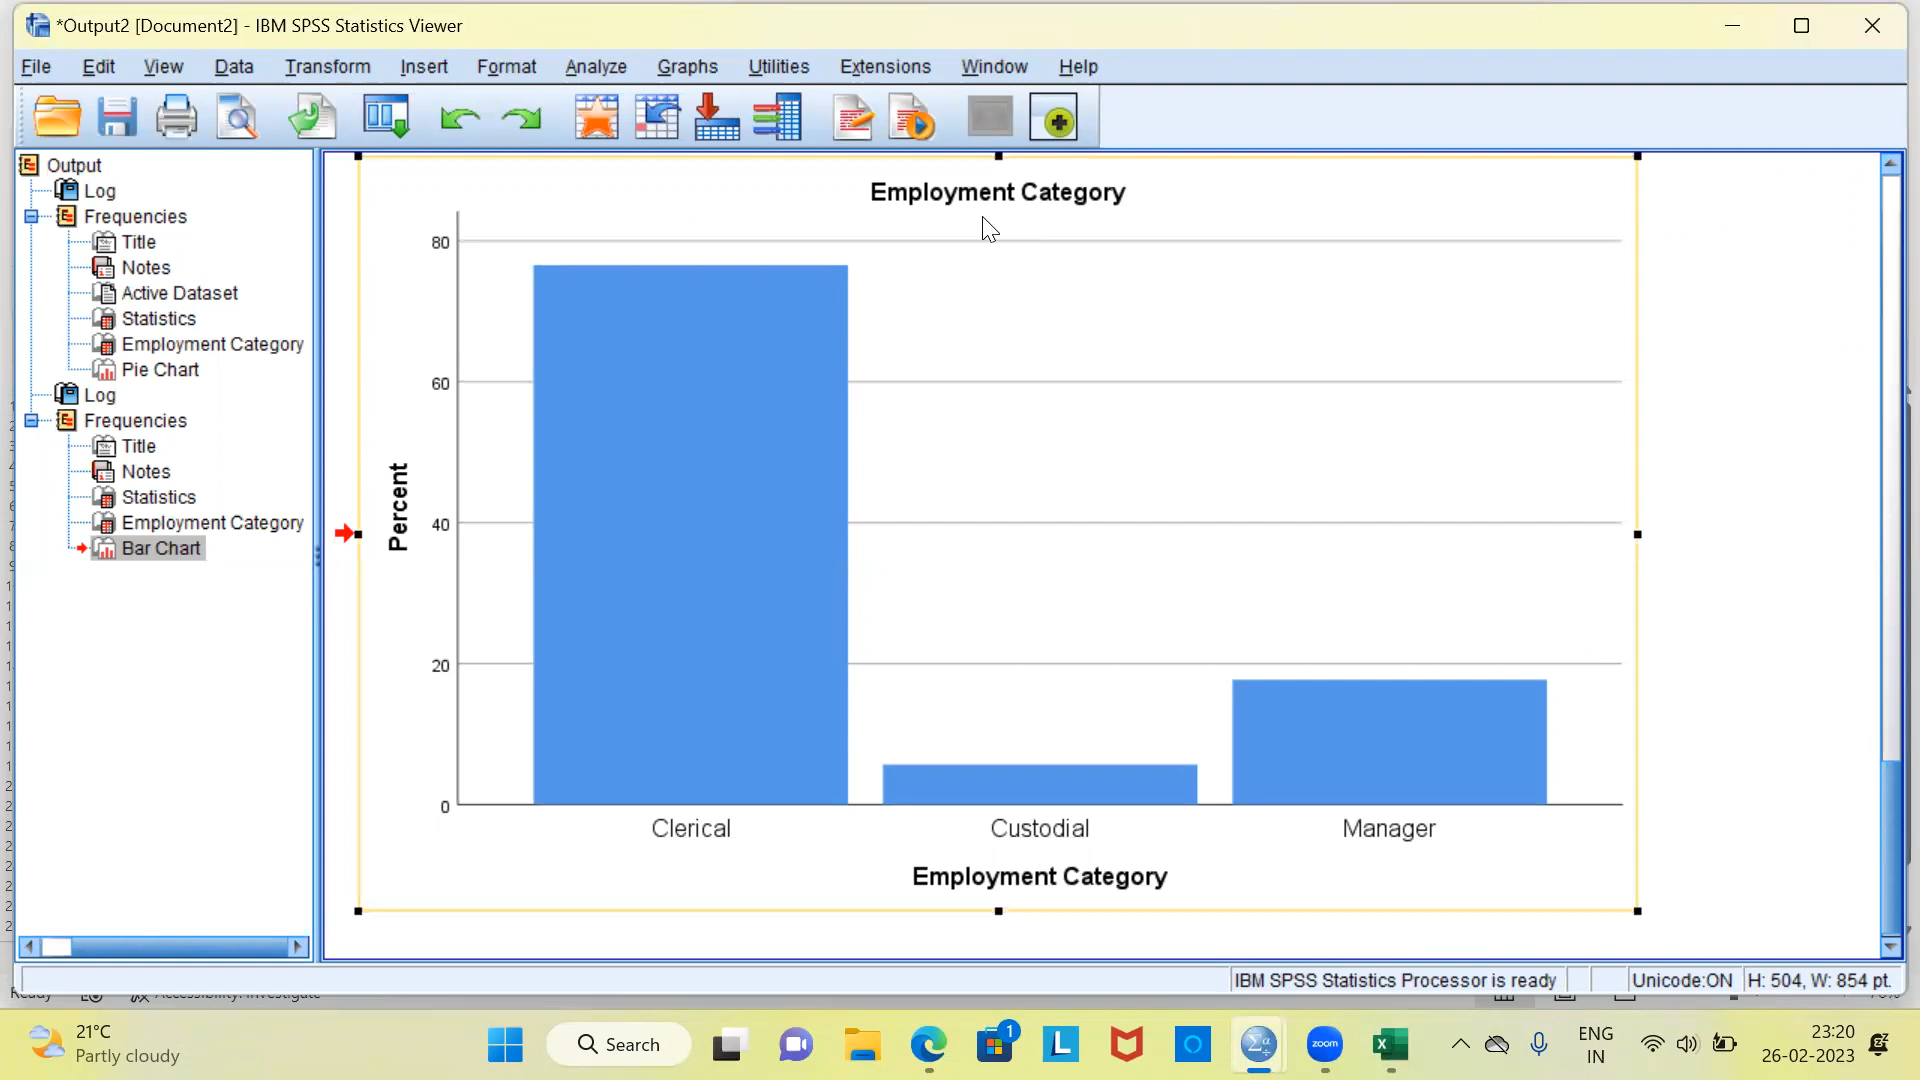 *Output2 [Document2] - IBM SPSS Statistics Viewer
File Edit View Data Transform Insert Format Analyze Graphs Utilities Extensions Window Help
Output
Log
Frequencies
Title
Notes
Active Dataset
Statistics
Employment Category
Pie Chart
Log
Frequencies
Title
Notes
Statistics
Employment Category
Bar Chart
Employment Category
80
60
40
20
0
Percent
Clerical Custodial Manager
Employment Category
IBM SPSS Statistics Processor is ready Unicode:ON H: 504, W: 854 pt.
21°C
Partly cloudy
Search
1
zoom
ENG
IN
23:20
26-02-2023